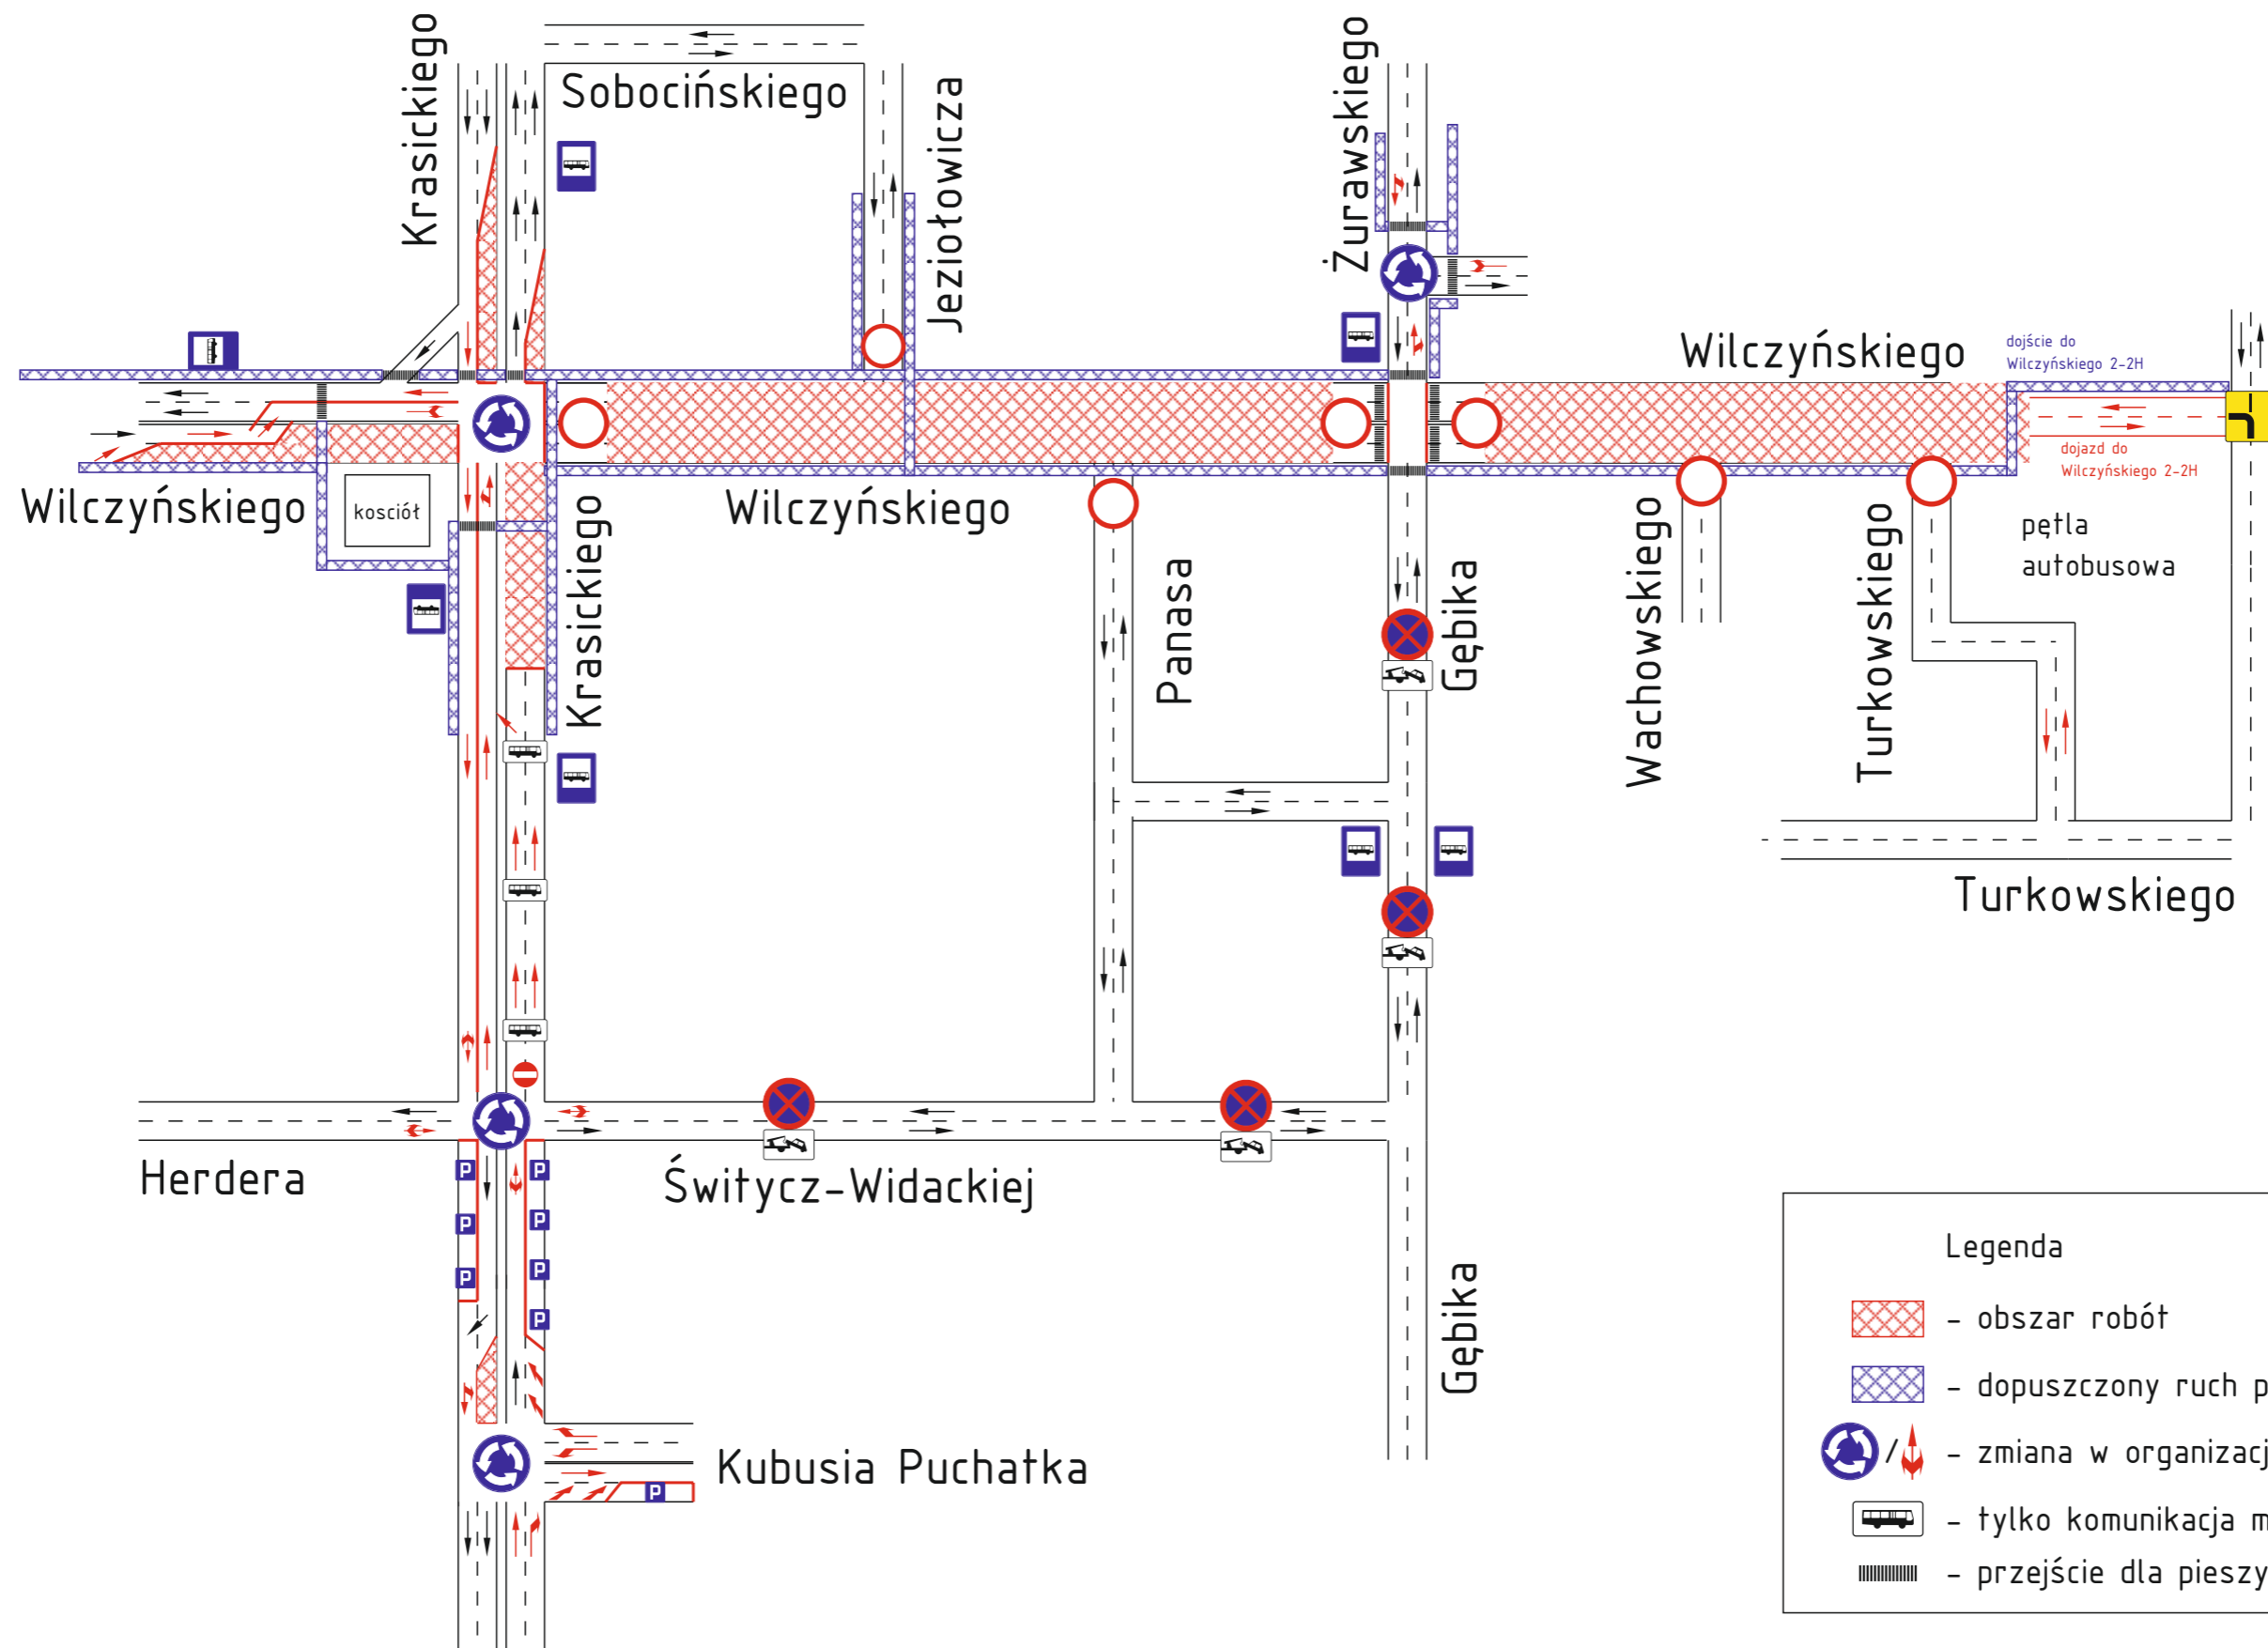 Krasickiego
Sobocińskiego
Jeziołowicza
Żurawskiego
Wilczyńskiego
dojście do
Wilczyńskiego 2-2H
dojazd do
Wilczyńskiego 2-2H
Wilczyńskiego
kosciół
Krasickiego
Wilczyńskiego
Panasa
Gębika
Wachowskiego
Turkowskiego
pętla
autobusowa
Turkowskiego
Herdera
Świtycz-Widackiej
P
P
P
P
P
P
P
Gębika
Kubusia Puchatka
P
Legenda
- obszar robót
- dopuszczony ruch p
/ - zmiana w organizacj
- tylko komunikacja m
- przejście dla pieszy